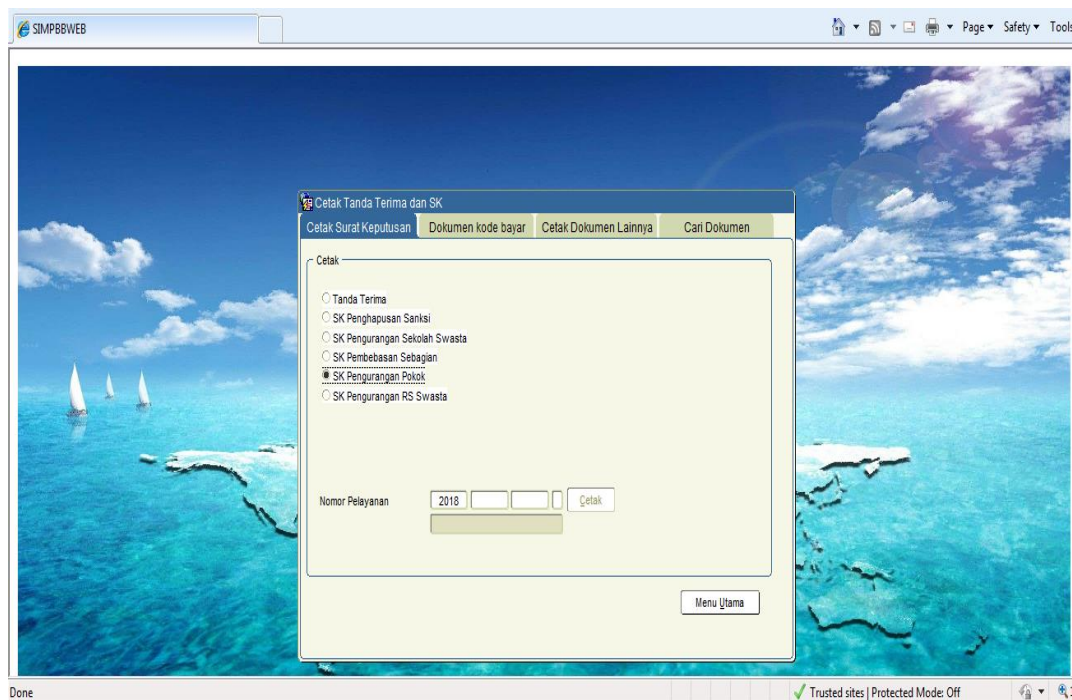 SIMPBBWEB
Page Safety Tools
Cetak Tanda Terima dan SK
Cetak Surat Keputusan Dokumen kode bayar Cetak Dokumen Lainnya Cari Dokumen
Cetak
Tanda Terima
SK Penghapusan Sanksi
SK Pengurangan Sekolah Swasta
SK Pembebasan Sebagian
SK Pengurangan Pokok
SK Pengurangan RS Swasta
Nomor Pelayanan 2018 Cetak
Menu Utama
Done Trusted sites | Protected Mode: Off